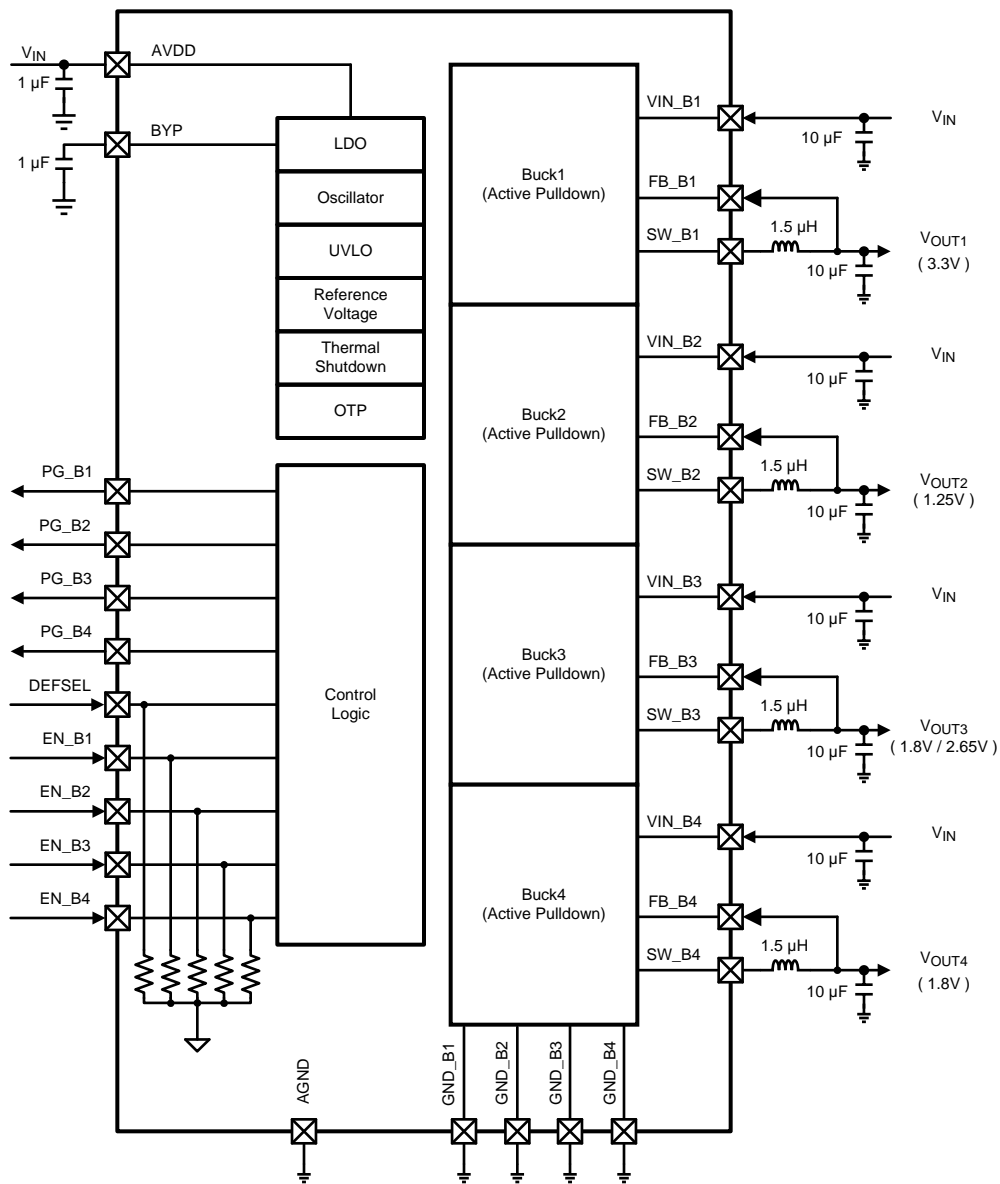 VIN
AVDD
1 µF
BYP
1 µF
LDO
Oscillator
UVLO
Reference
Voltage
Thermal
Shutdown
OTP
PG_B1
PG_B2
PG_B3
PG_B4
DEFSEL
EN_B1
EN_B2
EN_B3
EN_B4
Control
Logic
AGND
Buck1
(Active Pulldown)
VIN_B1
VIN
10 µF
FB_B1
SW_B1
1.5 µH
10 µF
VOUT1
( 3.3V )
Buck2
(Active Pulldown)
VIN_B2
VIN
10 µF
FB_B2
SW_B2
1.5 µH
10 µF
VOUT2
( 1.25V )
Buck3
(Active Pulldown)
VIN_B3
VIN
10 µF
FB_B3
SW_B3
1.5 µH
10 µF
VOUT3
( 1.8V / 2.65V )
Buck4
(Active Pulldown)
VIN_B4
VIN
10 µF
FB_B4
SW_B4
1.5 µH
10 µF
VOUT4
( 1.8V )
GND_B1
GND_B2
GND_B3
GND_B4